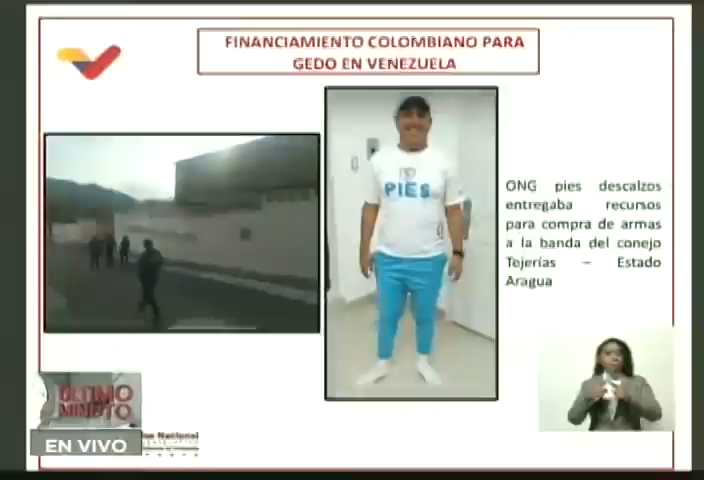 FINANCIAMIENTO COLOMBIANO PARA
GEDO EN VENEZUELA
PIES
ONG pies descalzos
entregaba recursos
para compra de armas
a la banda del conejo
Tejerías – Estado
Aragua
ÚLTIMO
MINUTO
EN VIVO
Nacional